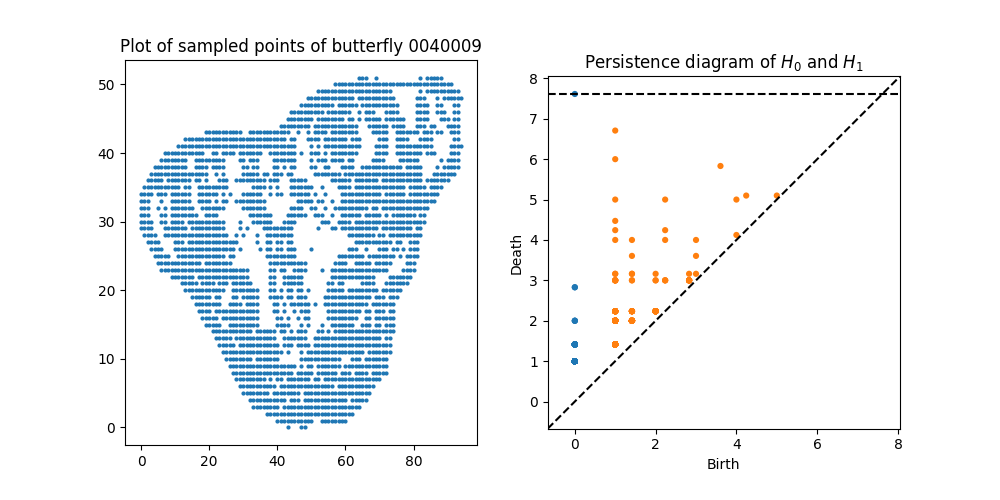 Plot of sampled points of butterfly 0040009
50
40
30
20
10
0
0 20 40 60 80
Persistence diagram of H₀ and H₁
8
7
6
5
4
3
2
1
0
Death
0 2 4 6 8
Birth